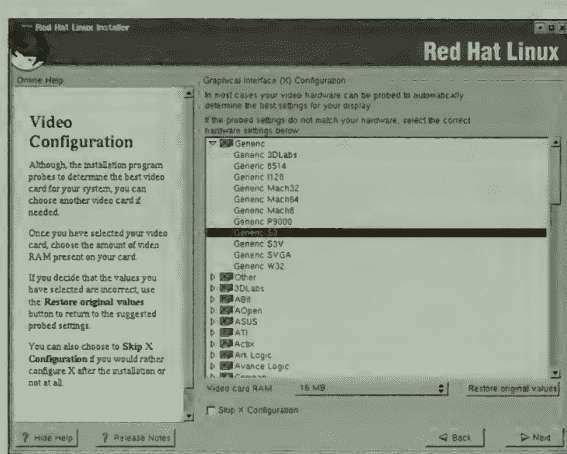 Red Hat Linux Installer
Red Hat Linux
Online Help
Video
Configuration
Although, the installation program
probes to determine the best video
card for your system, you can
choose another video card if
needed.
Once you have selected your video
card, choose the amount of video
RAM present on your card.
If you decide that the values you
have selected are incorrect, use
the Restore original values
button to return to the suggested
probed settings.
You can also choose to Skip X
Configuration if you would rather
configure X after the installation or
not at all.
Graphical Interface (X) Configuration
In most cases your video hardware can be probed to automatically
determine the best settings for your display
If the probed settings do not match your hardware, select the correct
hardware settings below
Generic
Generic 3DLabs
Generic 8514
Generic I128
Generic Mach32
Generic Mach64
Generic Mach8
Generic P9000
Generic S3
Generic S3V
Generic SVGA
Generic W32
Other
3DLabs
ABit
AOpen
ASUS
ATI
Actix
Ark Logic
Avance Logic
Video card RAM
16 MB
Restore original values
Skip X Configuration
? Hide Help
? Release Notes
Back
Next